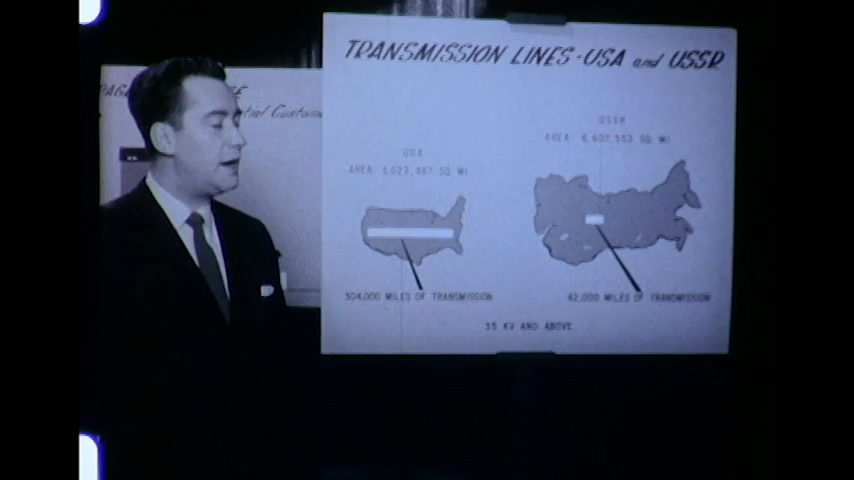 TRANSMISSION LINES - USA and USSR
USA
AREA: 3,022,387 SQ MI
USSR
AREA: 8,602,553 SQ MI
304,000 MILES OF TRANSMISSION
62,000 MILES OF TRANSMISSION
35 KV AND ABOVE